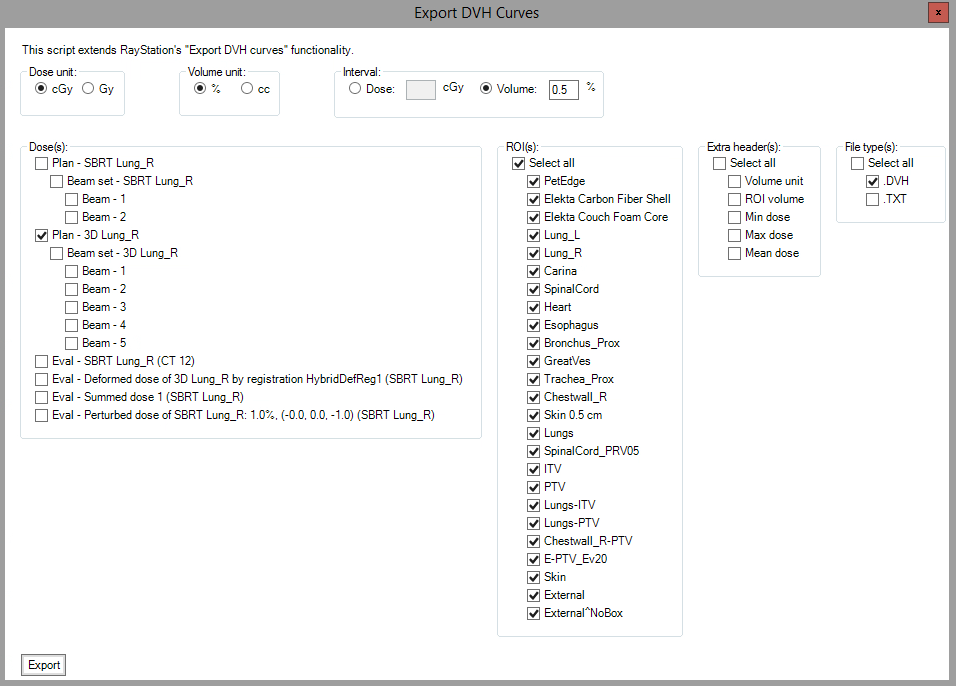 Export DVH Curves
x
This script extends RayStation's "Export DVH curves" functionality.
Dose unit:
cGy Gy
Volume unit:
% cc
Interval:
Dose: cGy Volume: 0.5 %
Dose(s):
Plan - SBRT Lung_R
Beam set - SBRT Lung_R
Beam - 1
Beam - 2
Plan - 3D Lung_R
Beam set - 3D Lung_R
Beam - 1
Beam - 2
Beam - 3
Beam - 4
Beam - 5
Eval - SBRT Lung_R (CT 12)
Eval - Deformed dose of 3D Lung_R by registration HybridDefReg1 (SBRT Lung_R)
Eval - Summed dose 1 (SBRT Lung_R)
Eval - Perturbed dose of SBRT Lung_R: 1.0%, (-0.0, 0.0, -1.0) (SBRT Lung_R)
ROI(s):
Select all
PetEdge
Elekta Carbon Fiber Shell
Elekta Couch Foam Core
Lung_L
Lung_R
Carina
SpinalCord
Heart
Esophagus
Bronchus_Prox
GreatVes
Trachea_Prox
Chestwall_R
Skin 0.5 cm
Lungs
SpinalCord_PRV05
ITV
PTV
Lungs-ITV
Lungs-PTV
Chestwall_R-PTV
E-PTV_Ev20
Skin
External
External^NoBox
Extra header(s):
Select all
Volume unit
ROI volume
Min dose
Max dose
Mean dose
File type(s):
Select all
.DVH
.TXT
Export